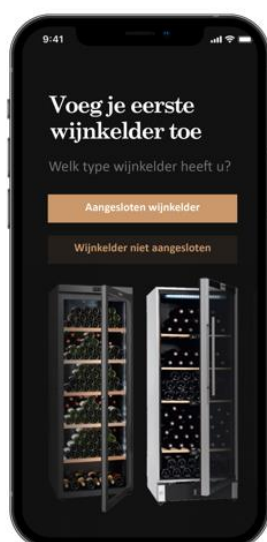 9:41
Voeg je eerste
wijnkelder toe
Welk type wijnkelder heeft u?
Aangesloten wijnkelder
Wijnkelder niet aangesloten